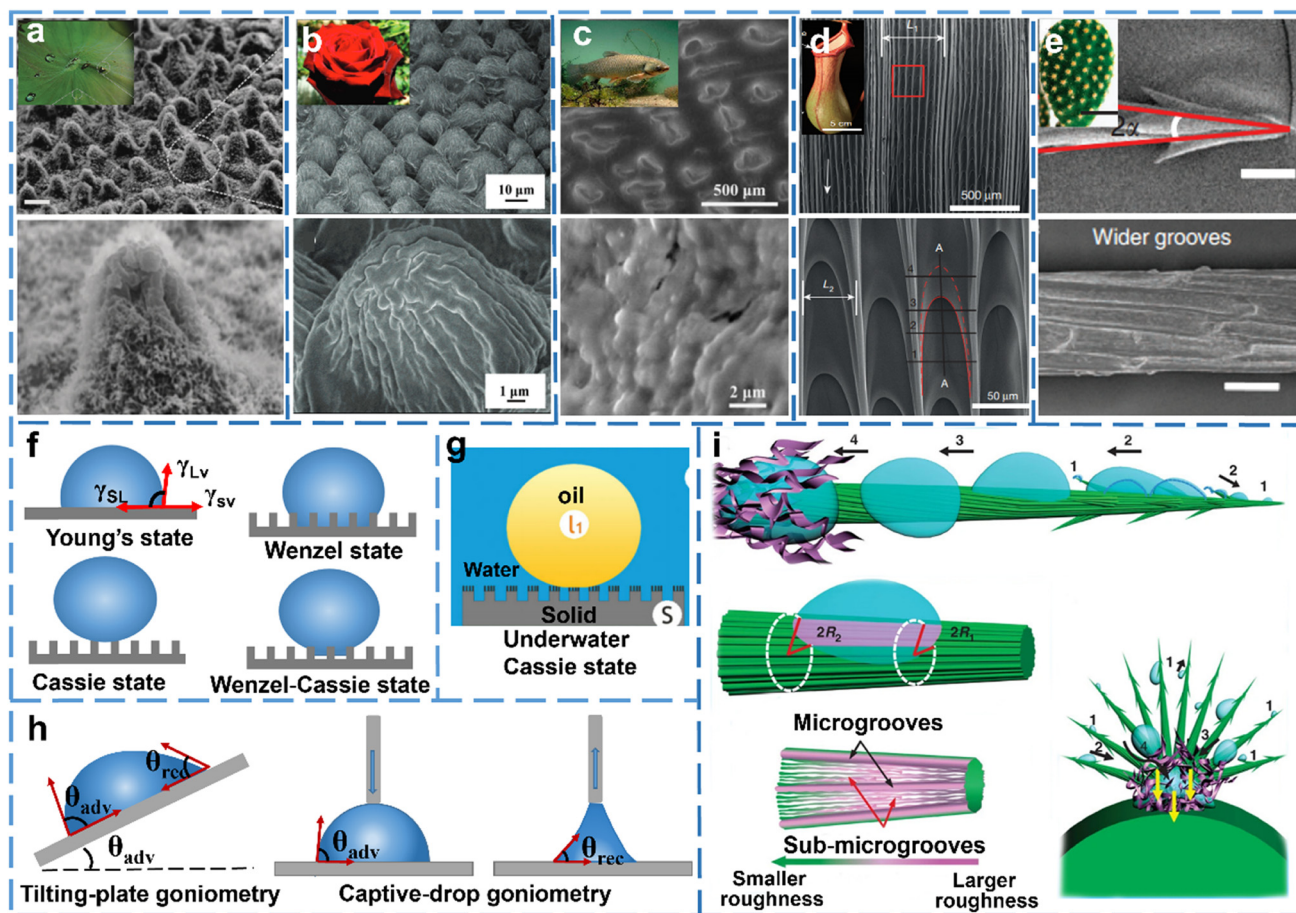 a
b
10 μm
1 μm
c
500 μm
2 μm
d
5 cm
L1
500 μm
L2
A
4
3
2
1
A
50 μm
e
2α
Wider grooves
f
γLv
γSL
γsv
Young's state
Wenzel state
Cassie state
Wenzel-Cassie state
g
oil
l1
Water
Solid
S
Underwater
Cassie state
h
θrec
θadv
θadv
Tilting-plate goniometry
θadv
θrec
Captive-drop goniometry
i
4
3
2
1
2
1
2R2
2R1
Microgrooves
Sub-microgrooves
Smaller
roughness
Larger
roughness
1
1
1
2
4
3
1